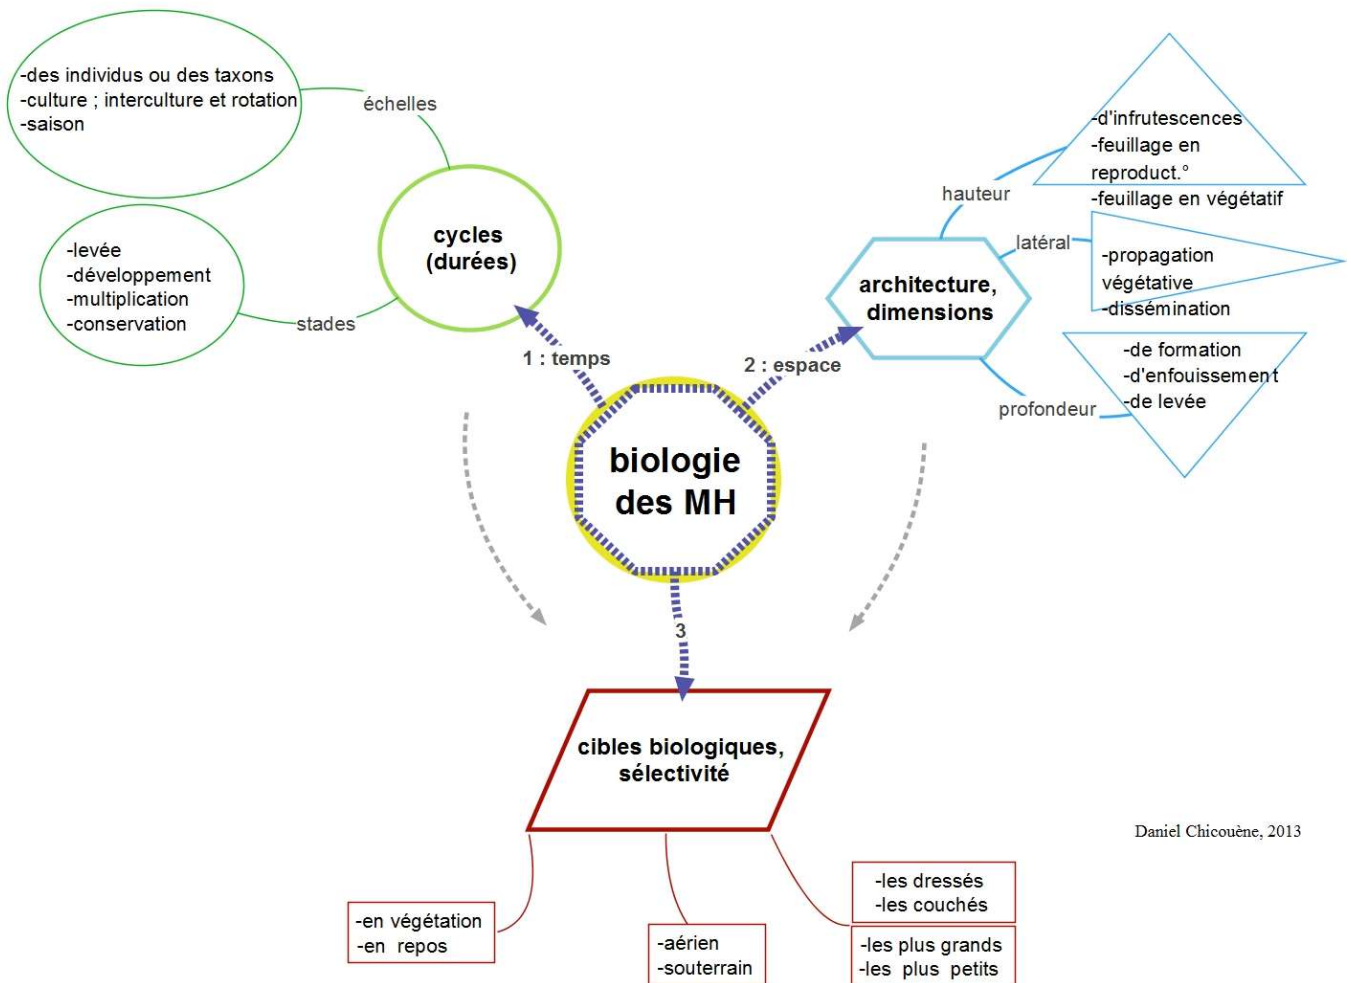 -des individus ou des taxons
-culture ; interculture et rotation
-saison
échelles
cycles
(durées)
-levée
-développement
-multiplication
-conservation
stades
1 : temps
-d'infrutescences
-feuillage en
reproduct.°
-feuillage en végétatif
hauteur
latéral
-propagation
végétative
-dissémination
architecture,
dimensions
-de formation
-d'enfouissement
-de levée
profondeur
2 : espace
biologie
des MH
3
cibles biologiques,
sélectivité
Daniel Chicouène, 2013
-en végétation
-en repos
-aérien
-souterrain
-les dressés
-les couchés
-les plus grands
-les plus petits